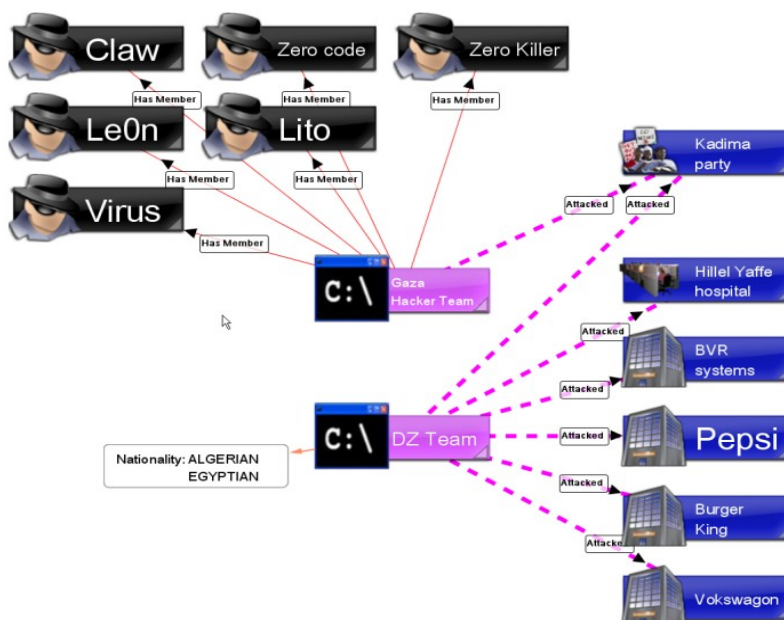 Claw
Zero code
Zero Killer
Has Member
Has Member
Has Member
Le0n
Lito
Has Member
Has Member
Virus
Has Member
Kadima
party
Attacked
Attacked
Gaza
Hacker Team
C:\
Hillel Yaffe
hospital
Attacked
BVR
systems
Attacked
C:\
DZ Team
Attacked
Pepsi
Nationality: ALGERIAN
EGYPTIAN
Attacked
Burger
King
Attacked
Vokswagon